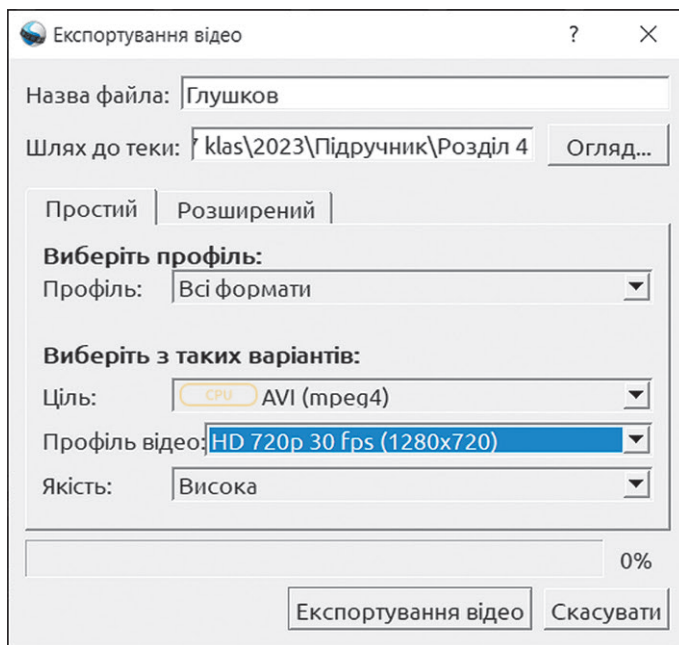 Експортування відео ? ×
Назва файла: Глушков
Шлях до теки: klas\2023\Підручник\Розділ 4 Огляд...
Простий Розширений
Виберіть профіль:
Профіль: Всі формати
Виберіть з таких варіантів:
Ціль: CPU AVI (mpeg4)
Профіль відео: HD 720p 30 fps (1280x720)
Якість: Висока
0%
Експортування відео Скасувати